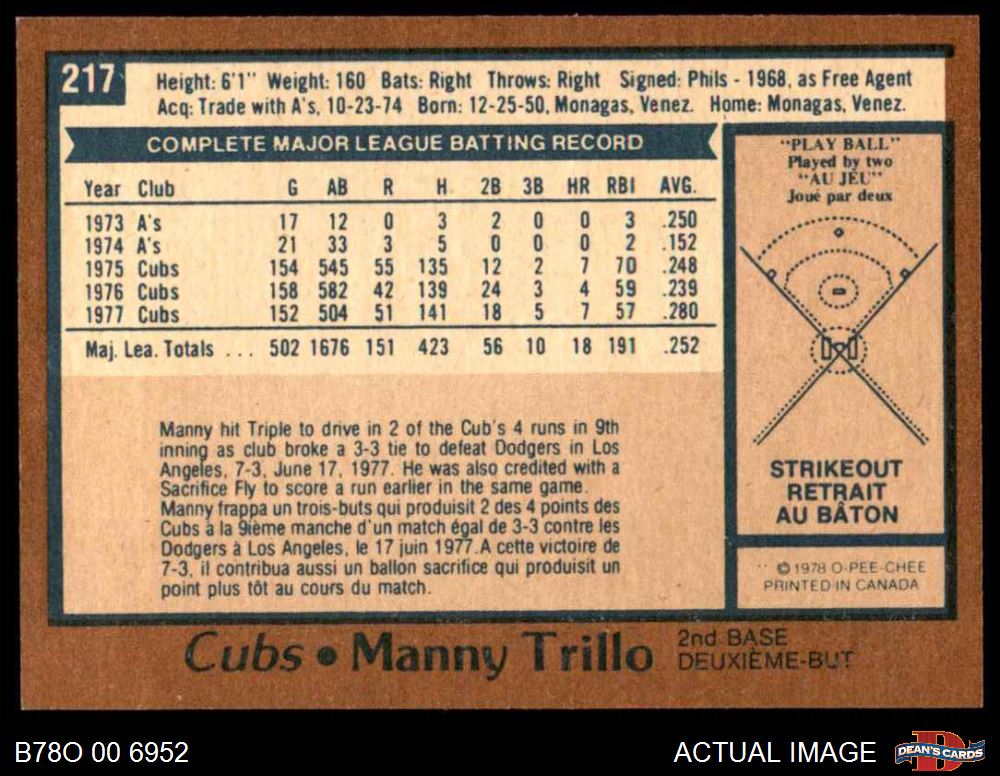 217
Height: 6'1" Weight: 160 Bats: Right Throws: Right Signed: Phils - 1968, as Free Agent
Acq: Trade with A's, 10-23-74 Born: 12-25-50, Monagas, Venez. Home: Monagas, Venez.
COMPLETE MAJOR LEAGUE BATTING RECORD
Year Club G AB R H 2B 3B HR RBI AVG.
1973 A's 17 12 0 3 2 0 0 3 .250
1974 A's 21 33 3 5 0 0 0 2 .152
1975 Cubs 154 545 55 135 12 2 7 70 .248
1976 Cubs 158 582 42 139 24 3 4 59 .239
1977 Cubs 152 504 51 141 18 5 7 57 .280
Maj. Lea. Totals ... 502 1676 151 423 56 10 18 191 .252
Manny hit Triple to drive in 2 of the Cub's 4 runs in 9th
inning as club broke a 3-3 tie to defeat Dodgers in Los
Angeles, 7-3, June 17, 1977. He was also credited with a
Sacrifice Fly to score a run earlier in the same game.
Manny frappa un trois-buts qui produisit 2 des 4 points des
Cubs à la 9ième manche d'un match égal de 3-3 contre les
Dodgers à Los Angeles, le 17 juin 1977.A cette victoire de
7-3, il contribua aussi un ballon sacrifice qui produisit un
point plus tôt au cours du match.
"PLAY BALL"
Played by two
"AU JEU"
Joué par deux
STRIKEOUT
RETRAIT
AU BÂTON
©1978 O-PEE-CHEE
PRINTED IN CANADA
Cubs • Manny Trillo
2nd BASE
DEUXIÈME-BUT
B78O 00 6952
ACTUAL IMAGE
DEAN'S CARDS